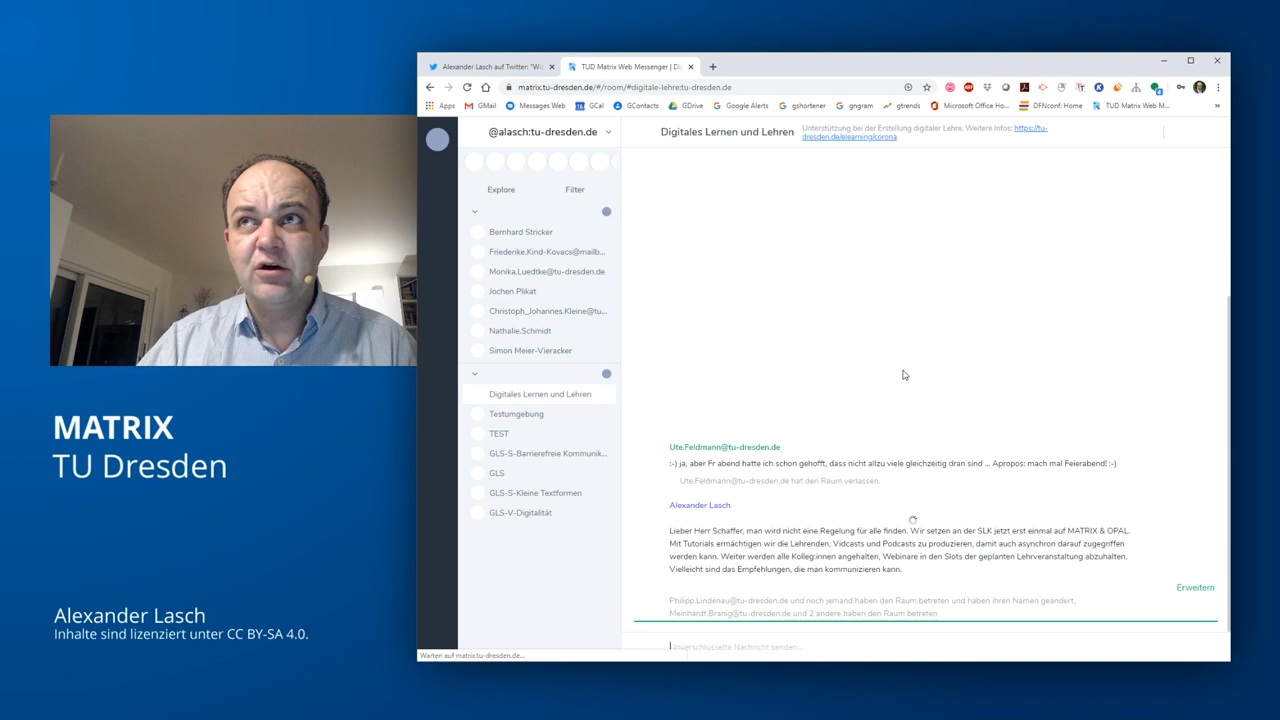 Alexander Lasch auf Twitter: "Wi
TUD Matrix Web Messenger | Di
matrix.tu-dresden.de/#/room/#digitale-lehre:tu-dresden.de
Apps
GMail
Messages Web
GCal
GContacts
GDrive
Google Alerts
gshortener
gngram
gtrends
Microsoft Office Ho...
DFNconf: Home
TUD Matrix Web M...
»
@alasch:tu-dresden.de
Digitales Lernen und Lehren
Unterstützung bei der Erstellung digitaler Lehre. Weitere Infos: https://tu-
dresden.de/elearning/corona
Explore
Filter
Bernhard Stricker
Friederike.Kind-Kovacs@mailb...
Monika.Luedtke@tu-dresden.de
Jochen Plikat
Christoph_Johannes.Kleine@tu...
Nathalie.Schmidt
Simon Meier-Vieracker
Digitales Lernen und Lehren
Testumgebung
TEST
GLS-S-Barrierefreie Kommunik...
GLS
GLS-S-Kleine Textformen
GLS-V-Digitalität
Ute.Feldmann@tu-dresden.de
:-) ja, aber Fr abend hatte ich schon gehofft, dass nicht allzu viele gleichzeitig dran sind ... Apropos: mach mal Feierabend! :-)
Ute.Feldmann@tu-dresden.de hat den Raum verlassen.
Alexander Lasch
Lieber Herr Schaffer, man wird nicht eine Regelung für alle finden. Wir setzen an der SLK jetzt erst einmal auf MATRIX & OPAL.
Mit Tutorials ermächtigen wir die Lehrenden, Vidcasts und Podcasts zu produzieren, damit auch asynchron darauf zugegriffen
werden kann. Weiter werden alle Kolleg:innen angehalten, Webinare in den Slots der geplanten Lehrveranstaltung abzuhalten.
Vielleicht sind das Empfehlungen, die man kommunizieren kann.
Erweitern
Philipp.Lindenau@tu-dresden.de und noch jemand haben den Raum betreten und haben ihren Namen geändert,
Meinhardt.Branig@tu-dresden.de und 2 andere haben den Raum betreten
Unverschlüsselte Nachricht senden...
Warten auf matrix.tu-dresden.de...
MATRIX
TU Dresden
Alexander Lasch
Inhalte sind lizenziert unter CC BY-SA 4.0.